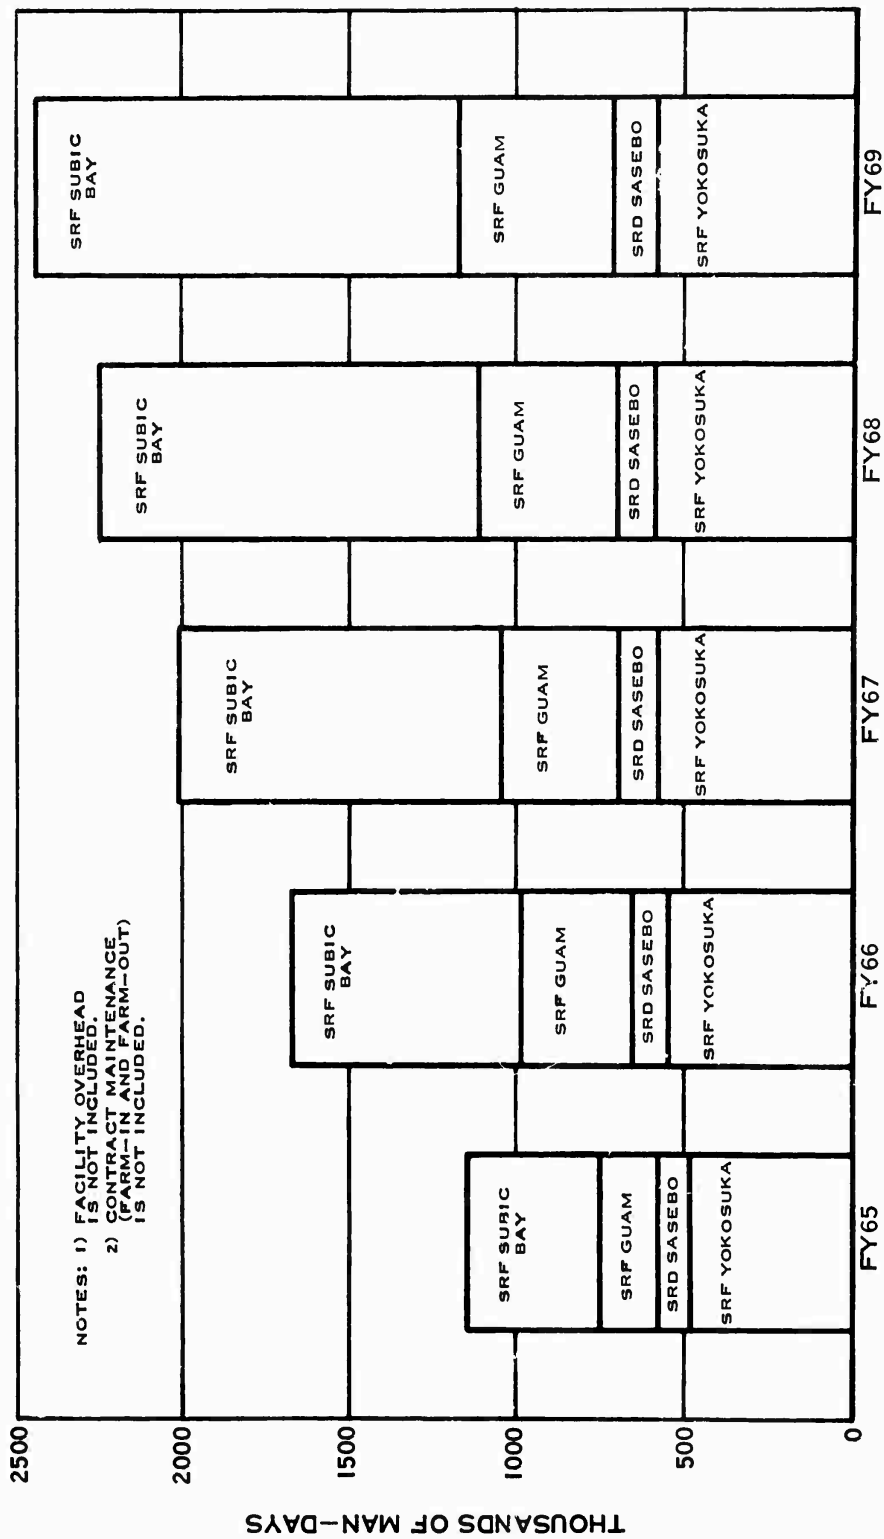 2500
2000
1500
1000
500
0
THOUSANDS OF MAN-DAYS
NOTES: 1) FACILITY OVERHEAD
IS NOT INCLUDED.
2) CONTRACT MAINTENANCE
(FARM-IN AND FARM-OUT)
IS NOT INCLUDED.
SRF SUBIC
BAY
SRF GUAM
SRD SASEBO
SRF YOKOSUKA
FY65
SRF SUBIC
BAY
SRF GUAM
SRD SASEBO
SRF YOKOSUKA
FY66
SRF SUBIC
BAY
SRF GUAM
SRD SASEBO
SRF YOKOSUKA
FY67
SRF SUBIC
BAY
SRF GUAM
SRD SASEBO
SRF YOKOSUKA
FY68
SRF SUBIC
BAY
SRF GUAM
SRD SASEBO
SRF YOKOSUKA
FY69